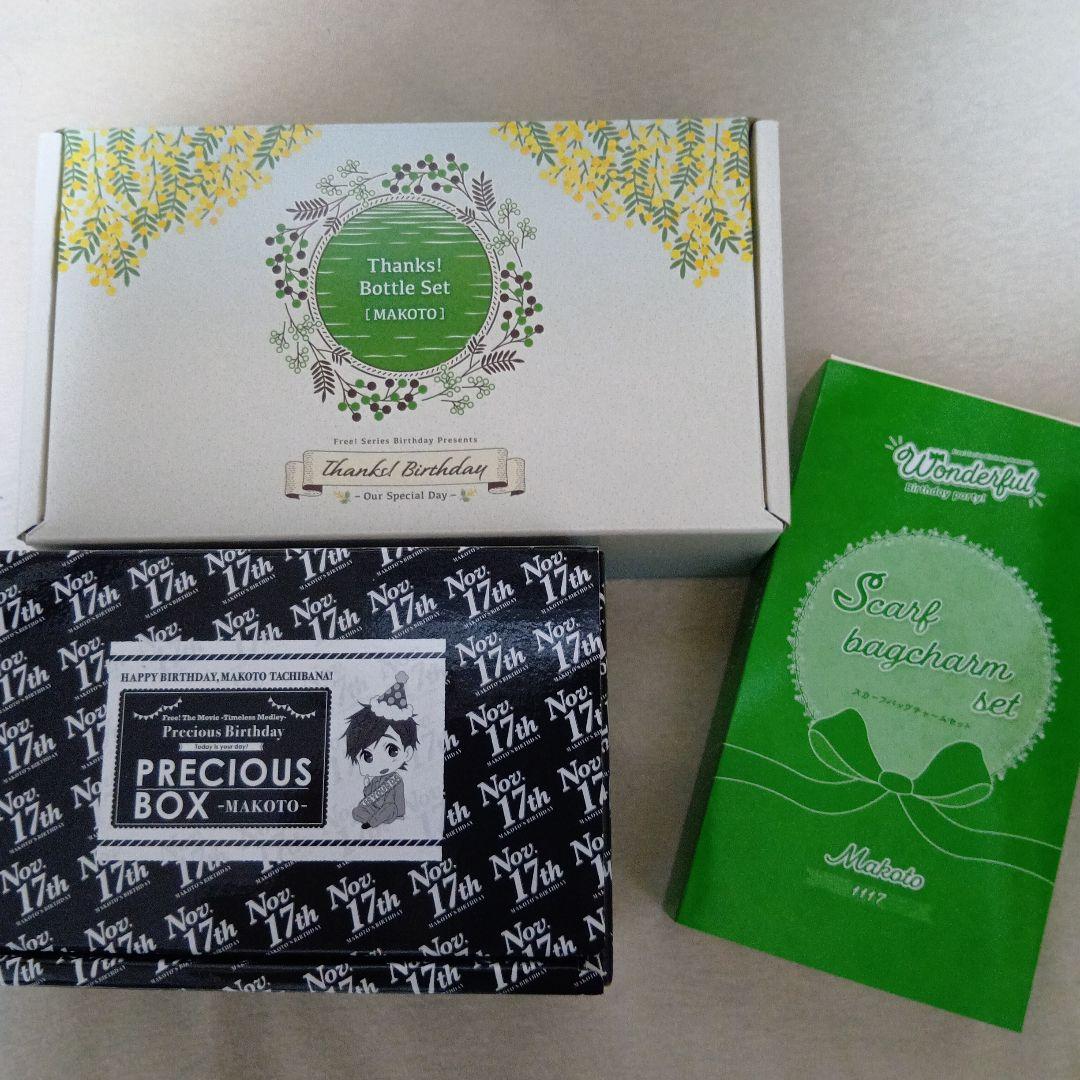 Thanks!
Bottle Set
[ MAKOTO ]
Free! Series Birthday Presents
Thanks! Birthday
– Our Special Day –
Wonderful
Birthday party!
Scarf
bagcharm
set
スカーフバッグチャームセット
Makoto
1117
HAPPY BIRTHDAY, MAKOTO TACHIBANA!
Free! The Movie -Timeless Medley-
Precious Birthday
Today is your day!
PRECIOUS
BOX -MAKOTO-
Nov.
17th
MAKOTO'S BIRTHDAY